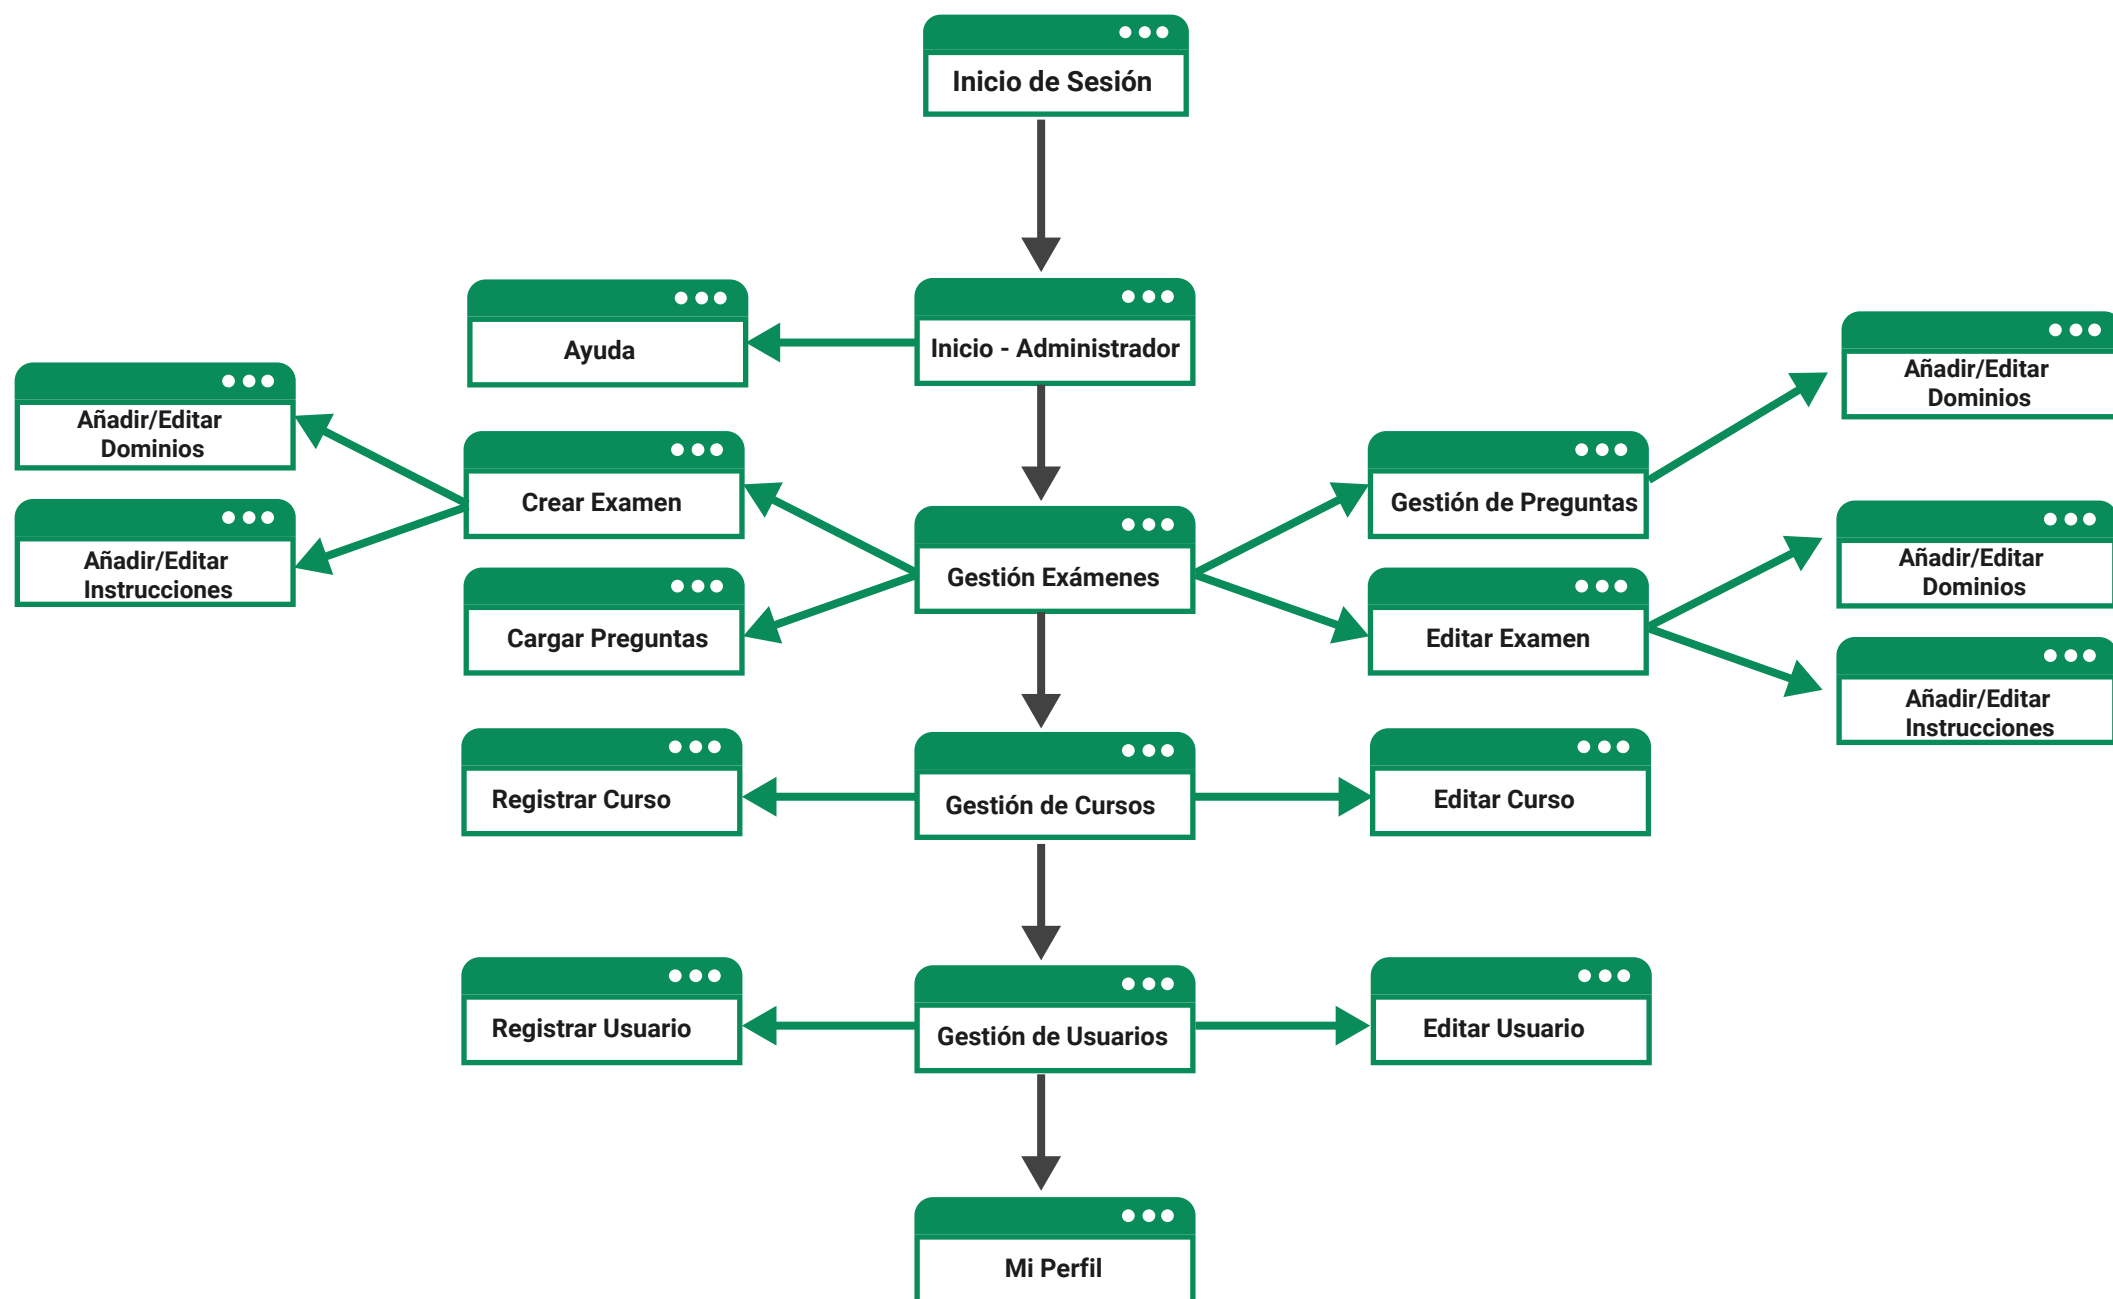 Inicio de Sesión
Ayuda
Inicio - Administrador
Añadir/Editar
Dominios
Añadir/Editar
Dominios
Crear Examen
Gestión de Preguntas
Añadir/Editar
Instrucciones
Gestión Exámenes
Añadir/Editar
Dominios
Cargar Preguntas
Editar Examen
Añadir/Editar
Instrucciones
Registrar Curso
Gestión de Cursos
Editar Curso
Registrar Usuario
Gestión de Usuarios
Editar Usuario
Mi Perfil